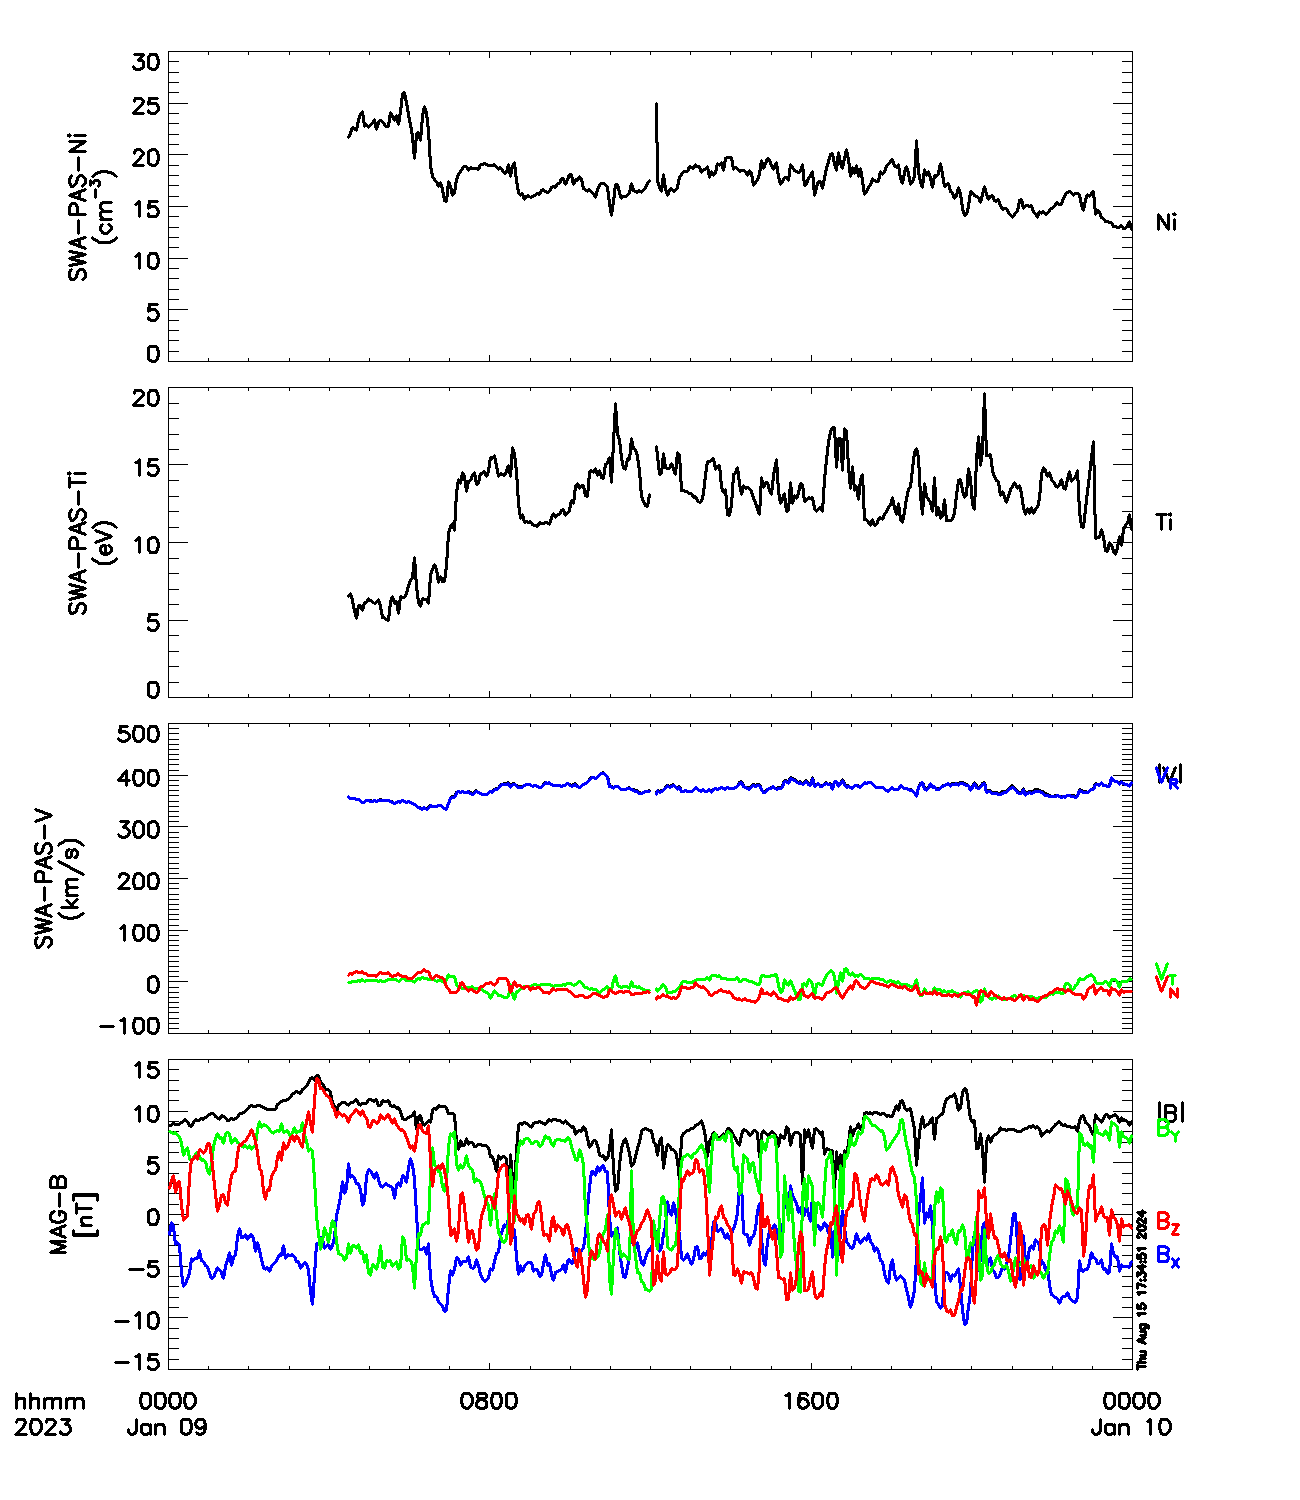 SWA-PAS-Ni
(cm⁻³)
30
25
20
15
10
5
0
Ni
SWA-PAS-Ti
(eV)
20
15
10
5
0
Ti
SWA-PAS-V
(km/s)
500
400
300
200
100
0
-100
|V|
V_R
V_T
V_N
MAG-B
[nT]
15
10
5
0
-5
-10
-15
|B|
B_Y
B_Z
B_X
Thu Aug 15 17:34:51 2024
hhmm 0000 0800 1600 0000
2023 Jan 09 Jan 10